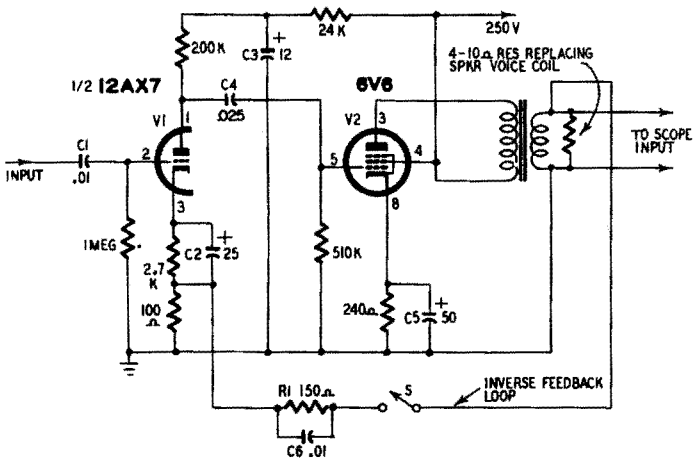 24K
250V
200K
C3
+
12
4-10Ω RES REPLACING
SPKR VOICE COIL
1/2 12AX7
C4
.025
6V6
V1
1
V2
3
C1
.01
INPUT
2
5
4
TO SCOPE
INPUT
3
8
1MEG
2.7
K
C2
+
25
510K
100
Ω
240Ω
C5
+
50
INVERSE FEEDBACK
LOOP
R1 150Ω
S
C6 .01